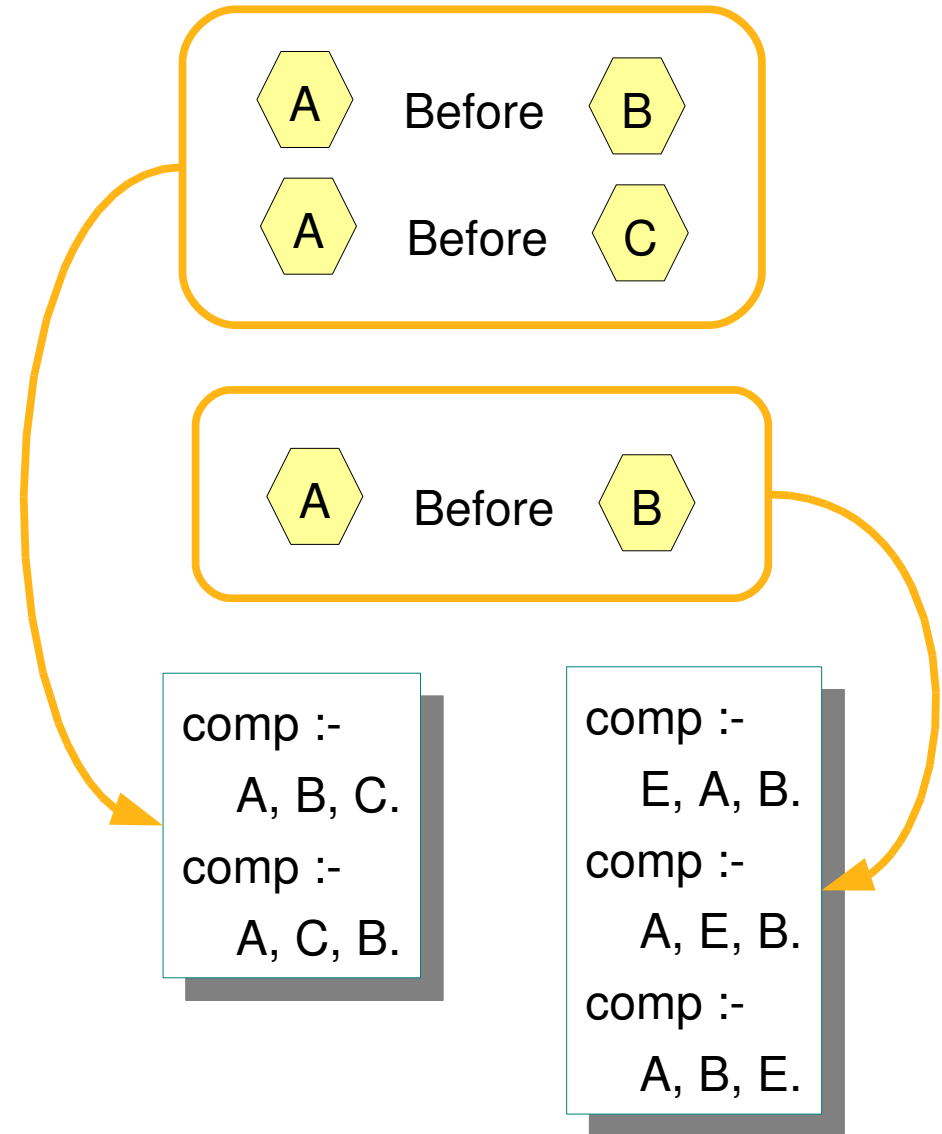 A Before B
A Before C
A Before B
comp :-
A, B, C.
comp :-
A, C, B.
comp :-
E, A, B.
comp :-
A, E, B.
comp :-
A, B, E.